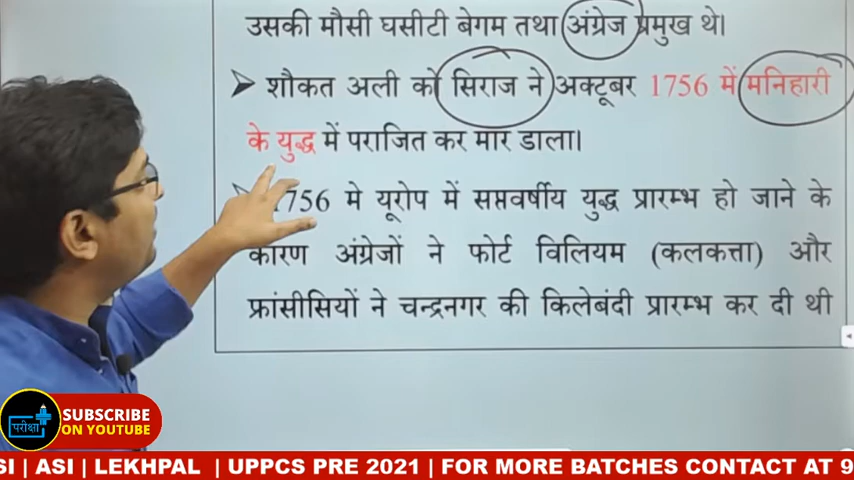 उसकी मौसी घसीटी बेगम तथा अंग्रेज प्रमुख थे।
शौकत अली को सिराज ने अक्टूबर 1756 में मनिहारी
के युद्ध में पराजित कर मार डाला।
1756 मे यूरोप में सप्तवर्षीय युद्ध प्रारम्भ हो जाने के
कारण अंग्रेजों ने फोर्ट विलियम (कलकत्ता) और
फ्रांसीसियों ने चन्द्रनगर की किलेबंदी प्रारम्भ कर दी थी
परीक्षा
SUBSCRIBE
ON YOUTUBE
SI | ASI | LEKHPAL | UPPCS PRE 2021 | FOR MORE BATCHES CONTACT AT 9